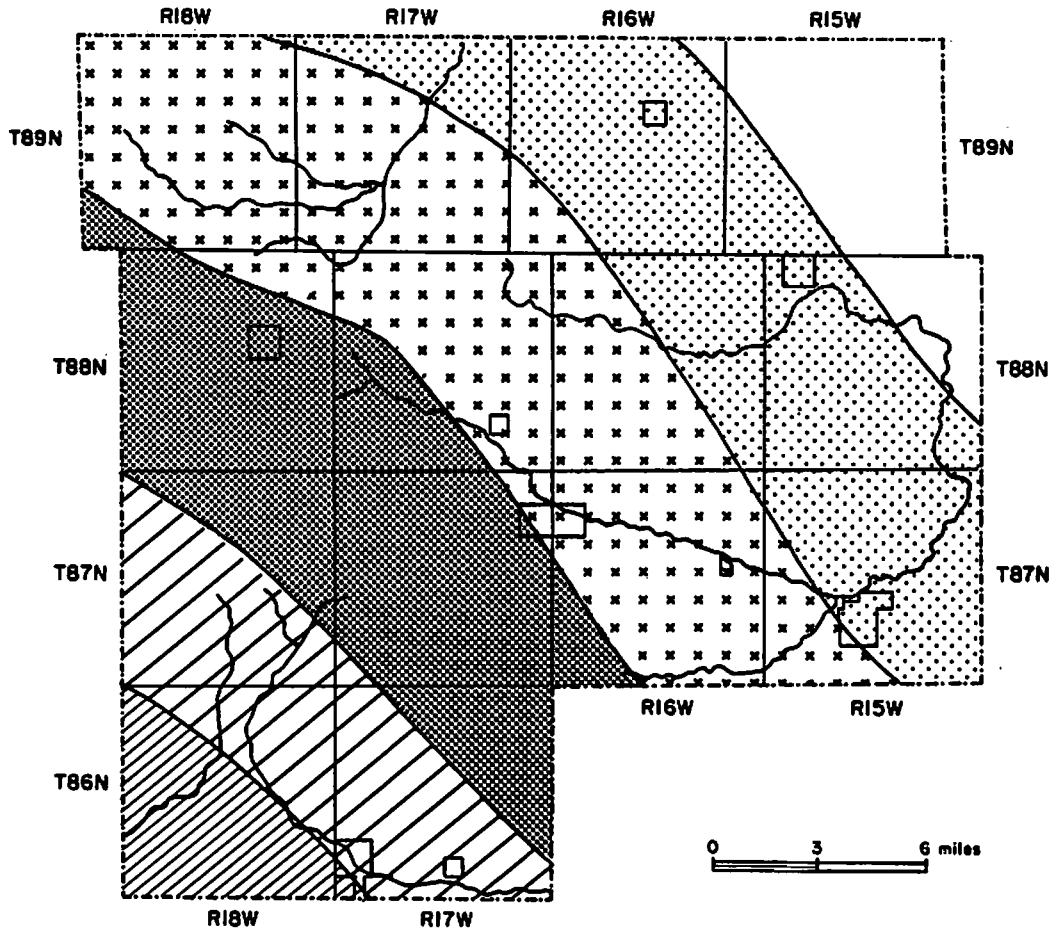 R18W R17W R16W R15W
T89N T89N
T88N T88N
T87N T87N
R16W R15W
T86N
0 3 6 miles
R18W R17W